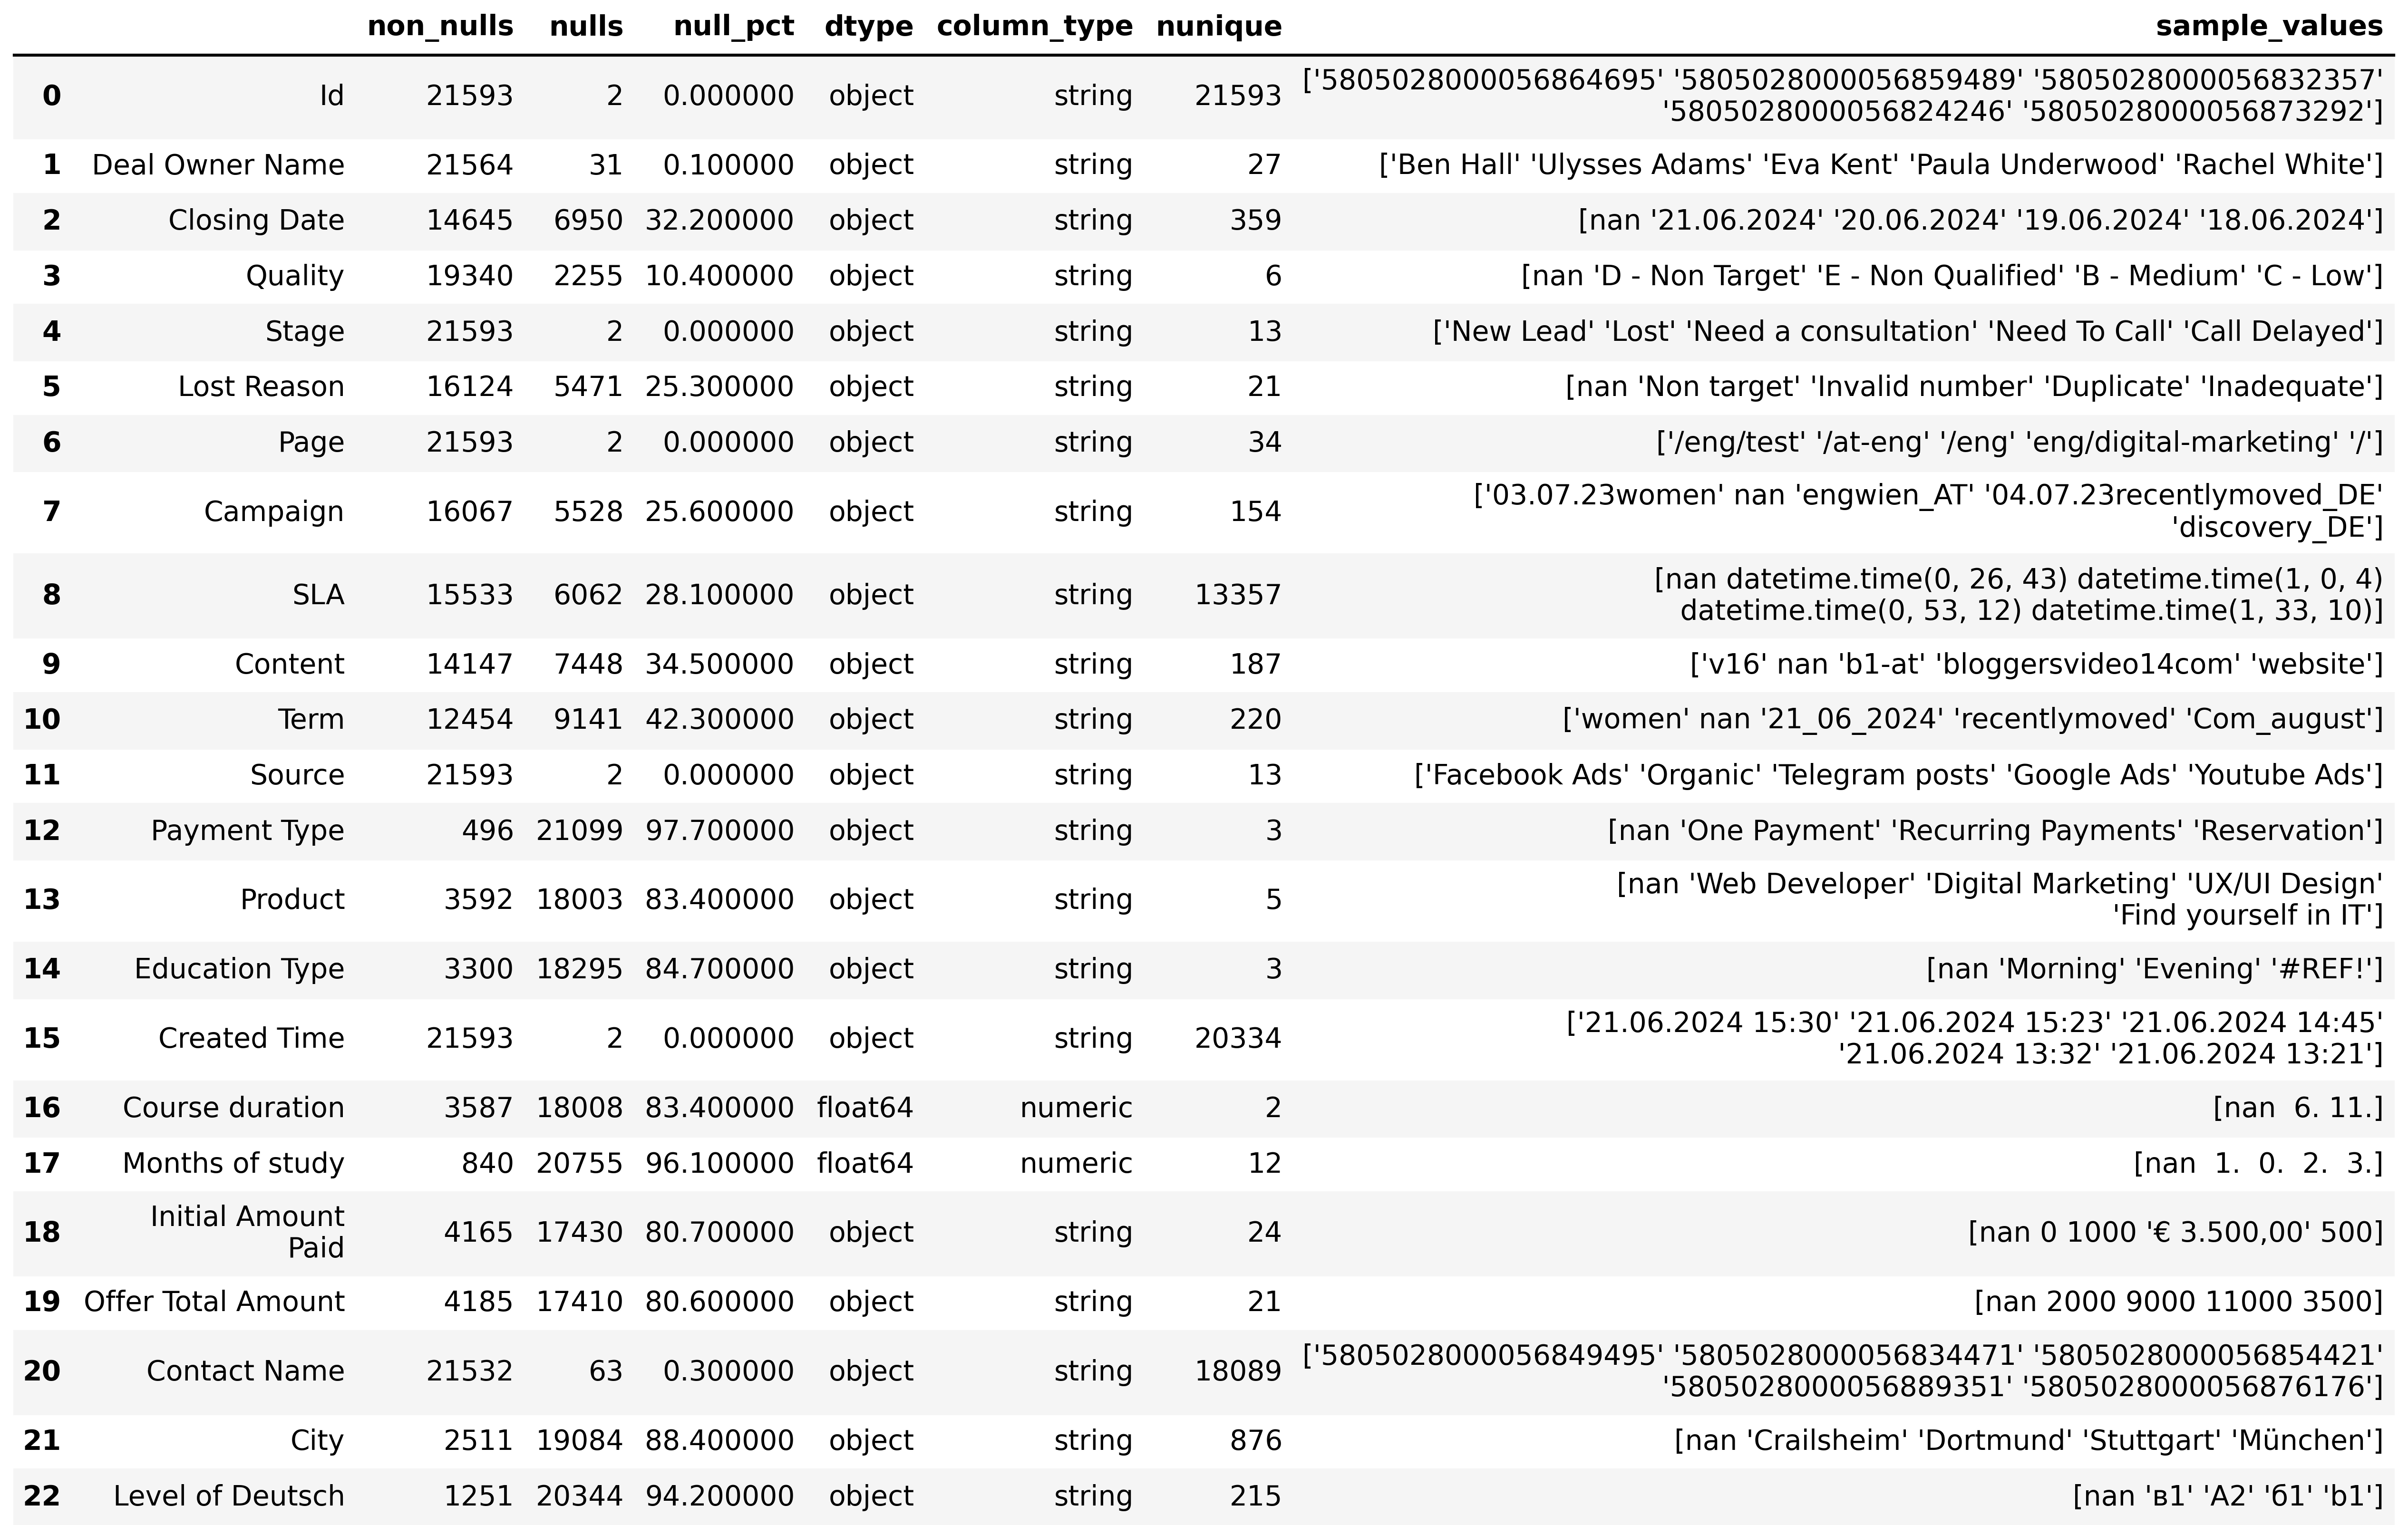 non_nulls nulls null_pct dtype column_type nunique sample_values
0 Id 21593 2 0.000000 object string 21593 ['5805028000056864695' '5805028000056859489' '5805028000056832357'
'5805028000056824246' '5805028000056873292']
1 Deal Owner Name 21564 31 0.100000 object string 27 ['Ben Hall' 'Ulysses Adams' 'Eva Kent' 'Paula Underwood' 'Rachel White']
2 Closing Date 14645 6950 32.200000 object string 359 [nan '21.06.2024' '20.06.2024' '19.06.2024' '18.06.2024']
3 Quality 19340 2255 10.400000 object string 6 [nan 'D - Non Target' 'E - Non Qualified' 'B - Medium' 'C - Low']
4 Stage 21593 2 0.000000 object string 13 ['New Lead' 'Lost' 'Need a consultation' 'Need To Call' 'Call Delayed']
5 Lost Reason 16124 5471 25.300000 object string 21 [nan 'Non target' 'Invalid number' 'Duplicate' 'Inadequate']
6 Page 21593 2 0.000000 object string 34 ['/eng/test' '/at-eng' '/eng' 'eng/digital-marketing' '/']
7 Campaign 16067 5528 25.600000 object string 154 ['03.07.23women' nan 'engwien_AT' '04.07.23recentlymoved_DE'
'discovery_DE']
8 SLA 15533 6062 28.100000 object string 13357 [nan datetime.time(0, 26, 43) datetime.time(1, 0, 4)
datetime.time(0, 53, 12) datetime.time(1, 33, 10)]
9 Content 14147 7448 34.500000 object string 187 ['v16' nan 'b1-at' 'bloggersvideo14com' 'website']
10 Term 12454 9141 42.300000 object string 220 ['women' nan '21_06_2024' 'recentlymoved' 'Com_august']
11 Source 21593 2 0.000000 object string 13 ['Facebook Ads' 'Organic' 'Telegram posts' 'Google Ads' 'Youtube Ads']
12 Payment Type 496 21099 97.700000 object string 3 [nan 'One Payment' 'Recurring Payments' 'Reservation']
13 Product 3592 18003 83.400000 object string 5 [nan 'Web Developer' 'Digital Marketing' 'UX/UI Design'
'Find yourself in IT']
14 Education Type 3300 18295 84.700000 object string 3 [nan 'Morning' 'Evening' '#REF!']
15 Created Time 21593 2 0.000000 object string 20334 ['21.06.2024 15:30' '21.06.2024 15:23' '21.06.2024 14:45'
'21.06.2024 13:32' '21.06.2024 13:21']
16 Course duration 3587 18008 83.400000 float64 numeric 2 [nan  6. 11.]
17 Months of study 840 20755 96.100000 float64 numeric 12 [nan  1.  0.  2.  3.]
18 Initial Amount
Paid 4165 17430 80.700000 object string 24 [nan 0 1000 '€ 3.500,00' 500]
19 Offer Total Amount 4185 17410 80.600000 object string 21 [nan 2000 9000 11000 3500]
20 Contact Name 21532 63 0.300000 object string 18089 ['5805028000056849495' '5805028000056834471' '5805028000056854421'
'5805028000056889351' '5805028000056876176']
21 City 2511 19084 88.400000 object string 876 [nan 'Crailsheim' 'Dortmund' 'Stuttgart' 'München']
22 Level of Deutsch 1251 20344 94.200000 object string 215 [nan 'в1' 'A2' 'б1' 'b1']